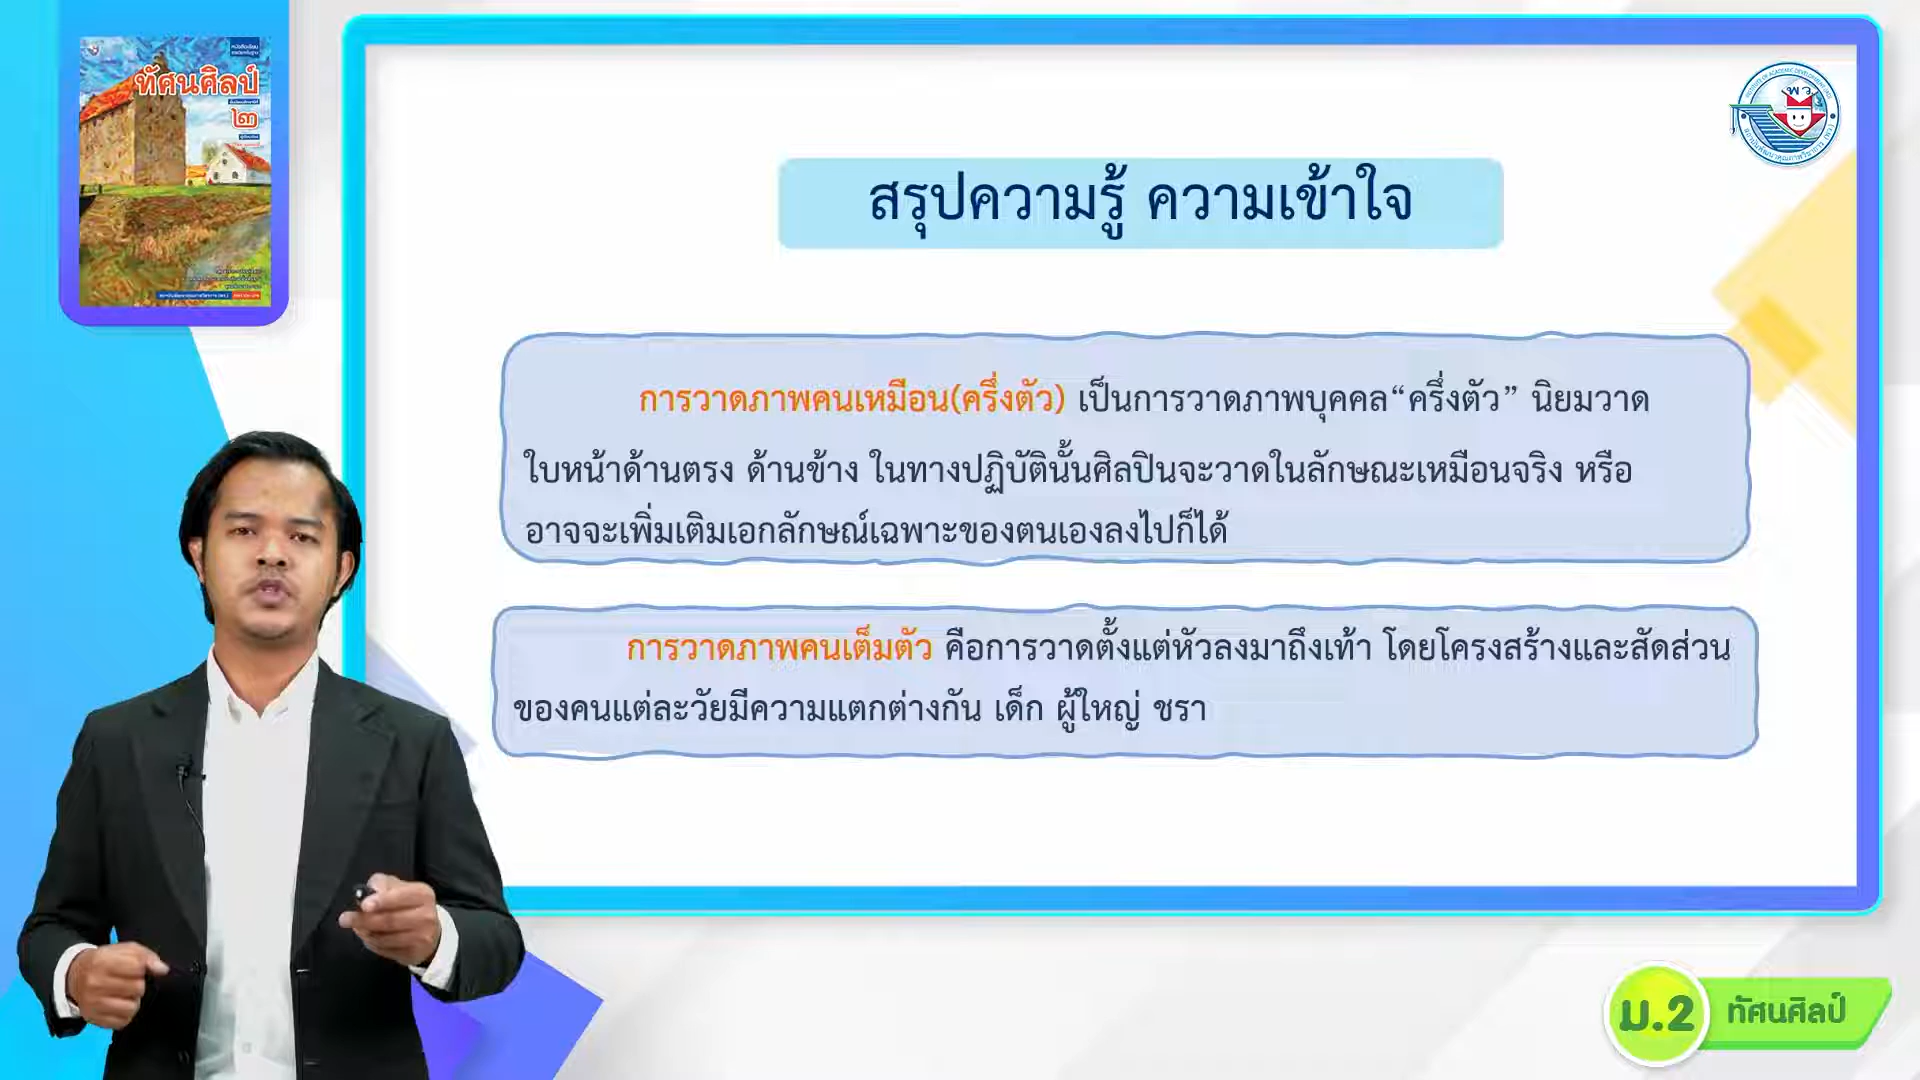 ทัศนศิลป์
๒
พว
สรุปความรู้ ความเข้าใจ
การวาดภาพคนเหมือน(ครึ่งตัว) เป็นการวาดภาพบุคคล“ครึ่งตัว” นิยมวาด
ใบหน้าด้านตรง ด้านข้าง ในทางปฏิบัตินั้นศิลปินจะวาดในลักษณะเหมือนจริง หรือ
อาจจะเพิ่มเติมเอกลักษณ์เฉพาะของตนเองลงไปก็ได้
การวาดภาพคนเต็มตัว คือการวาดตั้งแต่หัวลงมาถึงเท้า โดยโครงสร้างและสัดส่วน
ของคนแต่ละวัยมีความแตกต่างกัน เด็ก ผู้ใหญ่ ชรา
ม.2 ทัศนศิลป์